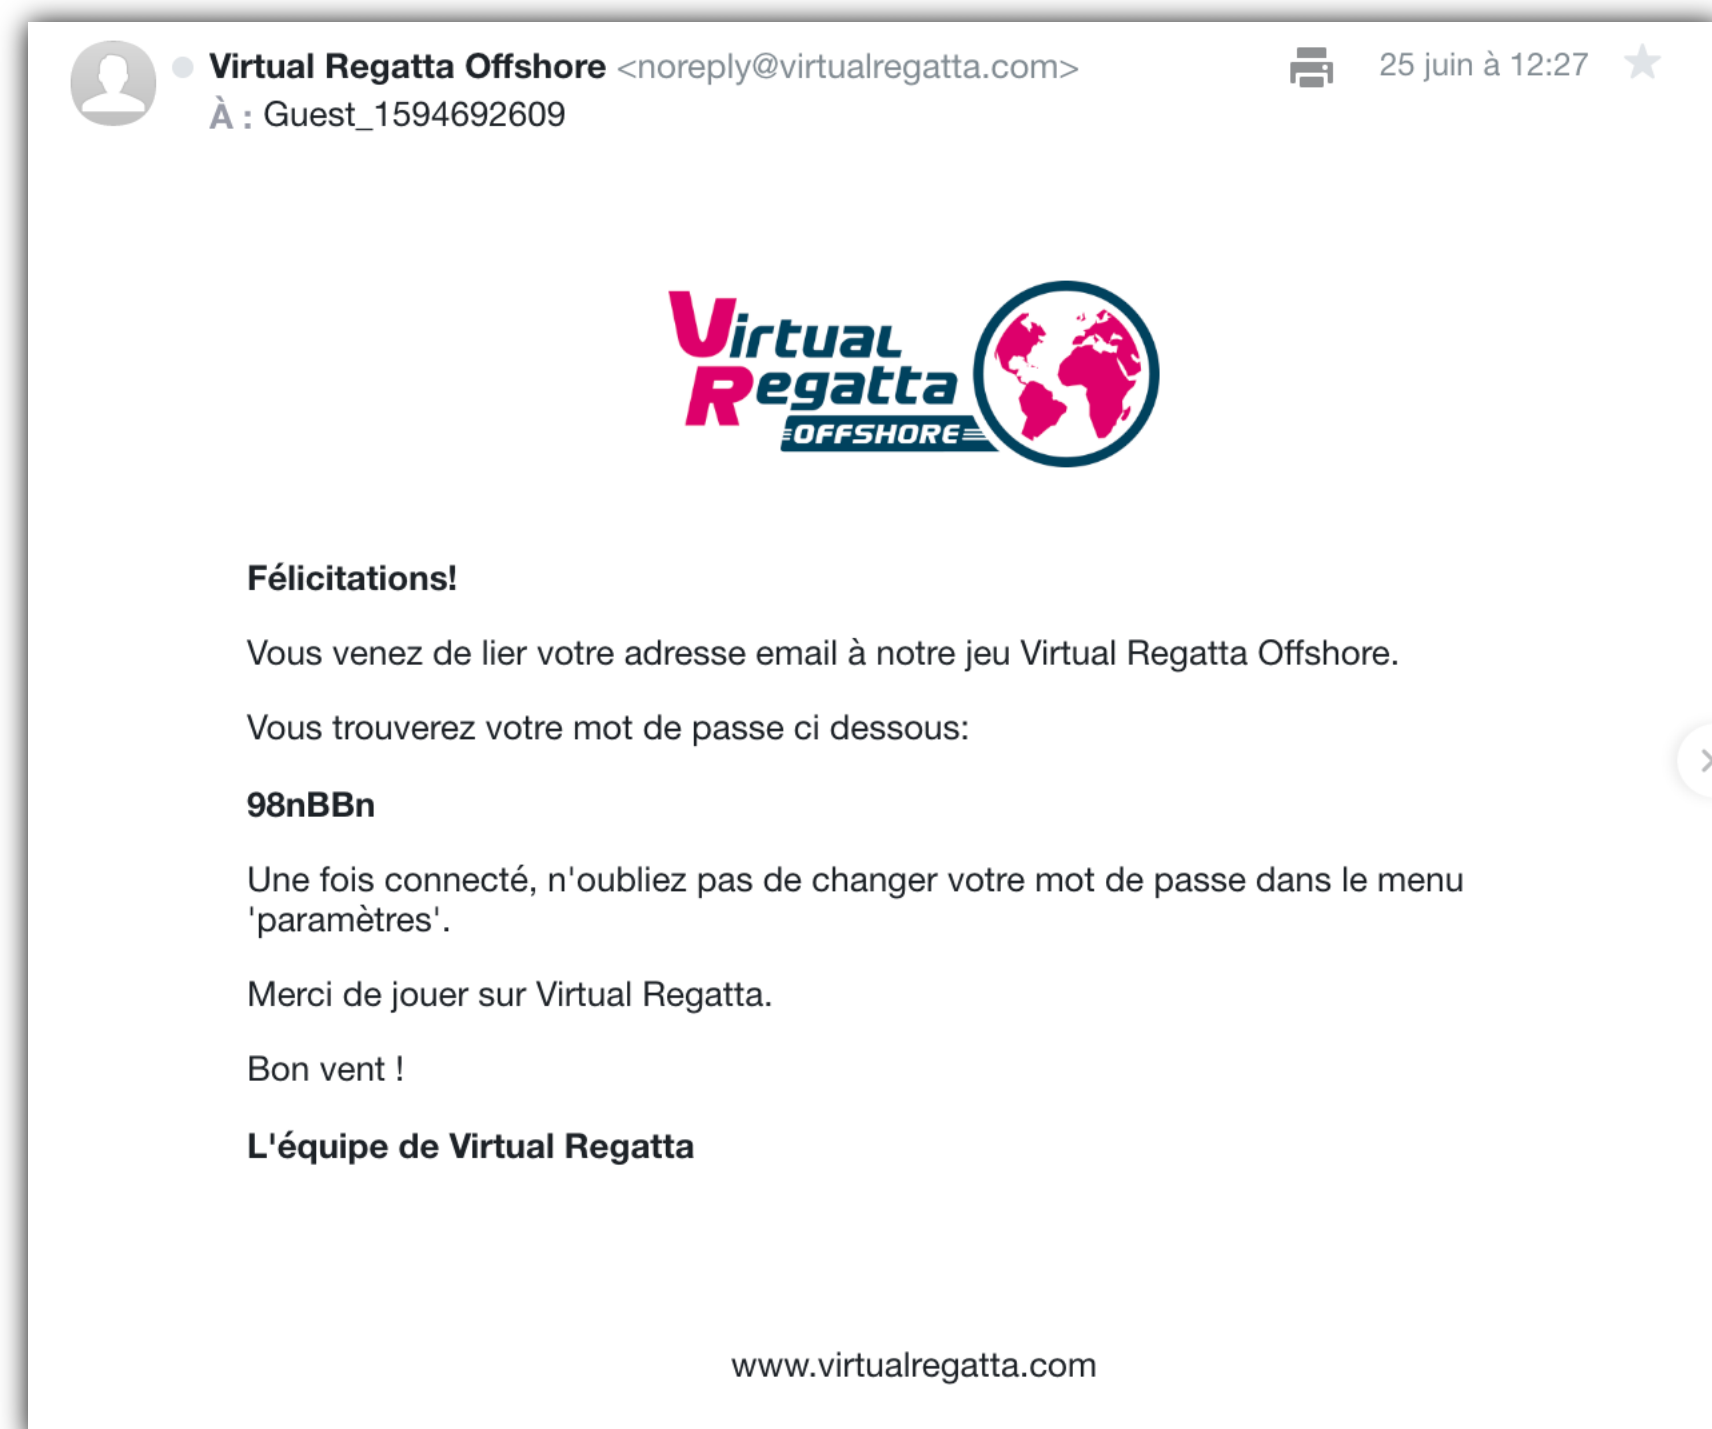 Virtual Regatta Offshore <noreply@virtualregatta.com> 25 juin à 12:27
À : Guest_1594692609
Virtual
Regatta
OFFSHORE
Félicitations!
Vous venez de lier votre adresse email à notre jeu Virtual Regatta Offshore.
Vous trouverez votre mot de passe ci dessous:
98nBBn
Une fois connecté, n'oubliez pas de changer votre mot de passe dans le menu
'paramètres'.
Merci de jouer sur Virtual Regatta.
Bon vent !
L'équipe de Virtual Regatta
www.virtualregatta.com